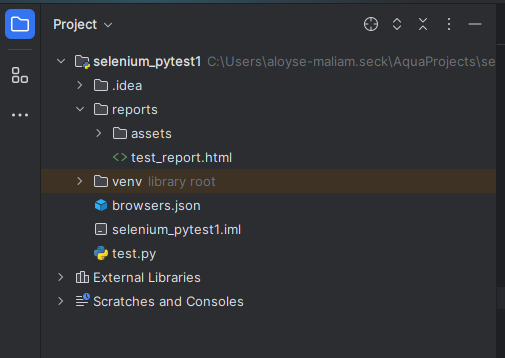 Project
selenium_pytest1 C:\Users\aloyse-maliam.seck\AquaProjects\se
.idea
reports
assets
<> test_report.html
venv library root
browsers.json
selenium_pytest1.iml
test.py
External Libraries
Scratches and Consoles